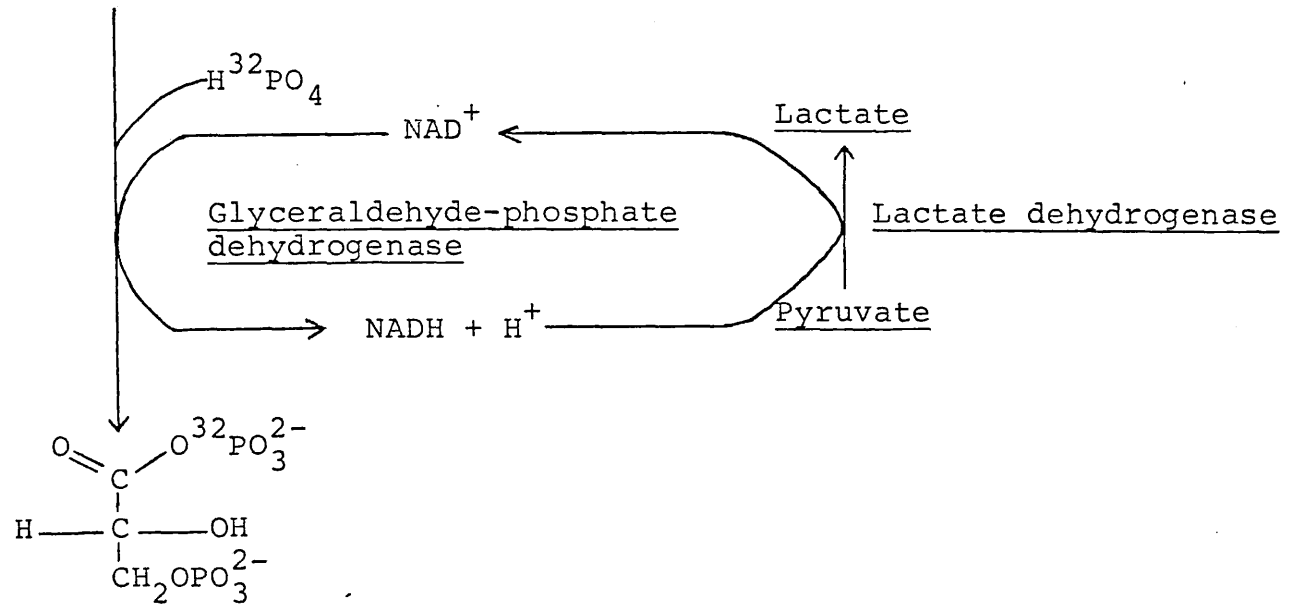 H³²PO₄
NAD⁺
Lactate
Glyceraldehyde-phosphate
dehydrogenase
Lactate dehydrogenase
NADH + H⁺
Pyruvate
O
O³²PO₃²⁻
C
H C OH
CH₂OPO₃²⁻